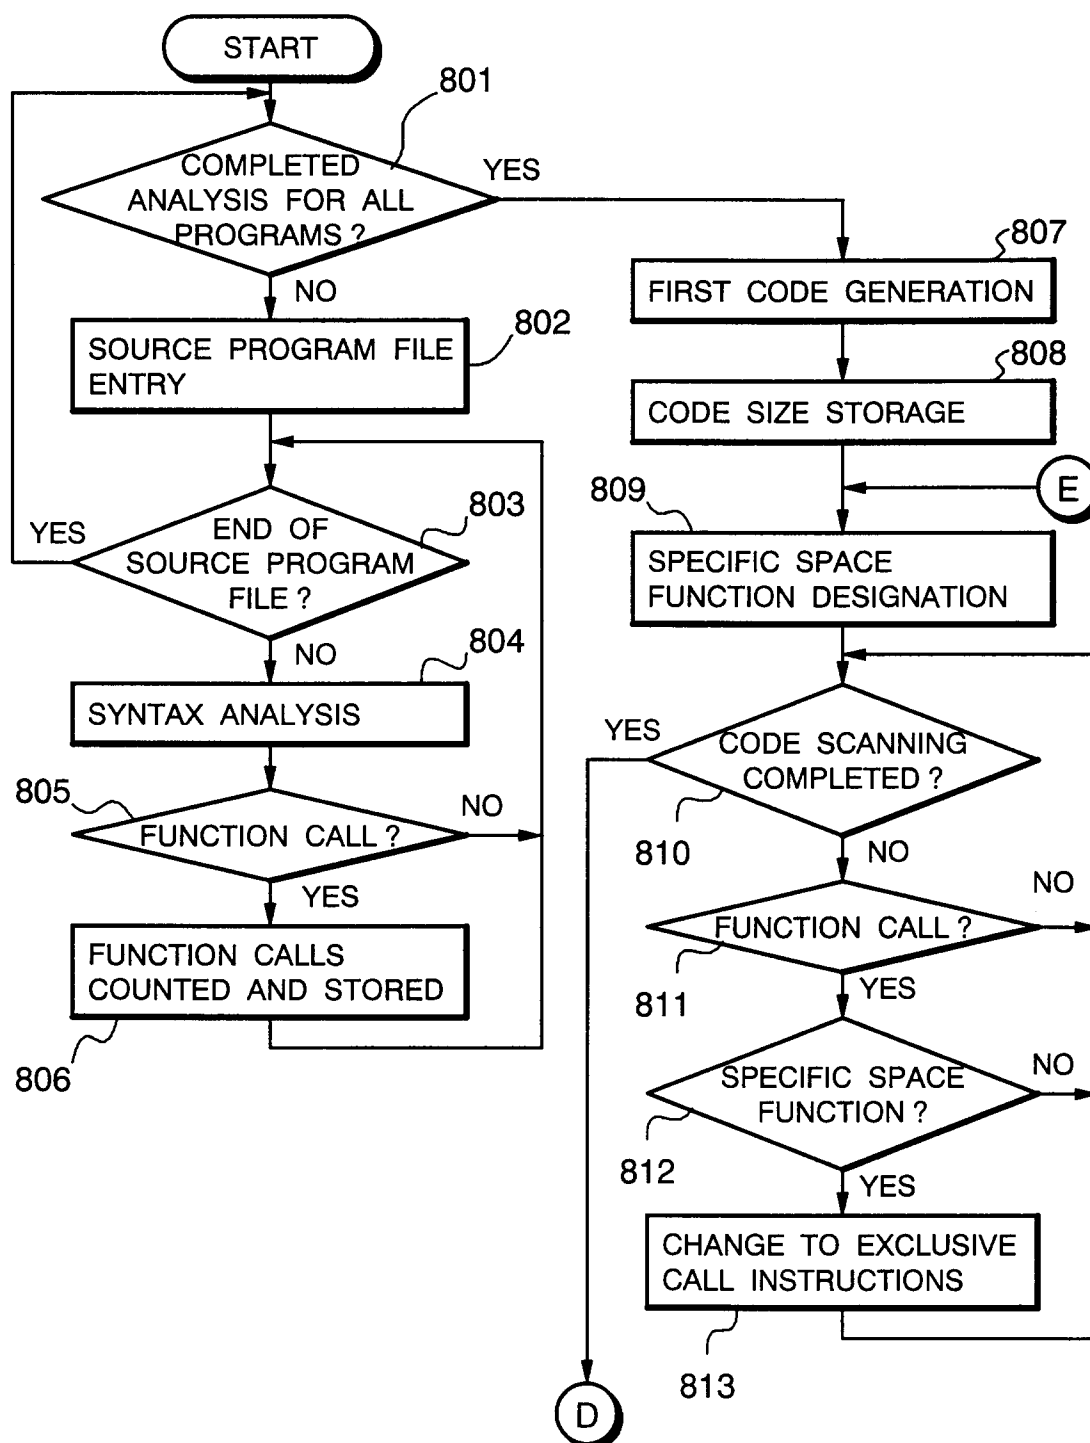 START
801
COMPLETED
ANALYSIS FOR ALL
PROGRAMS ?
YES
NO
802
SOURCE PROGRAM FILE
ENTRY
803
END OF
SOURCE PROGRAM
FILE ?
YES
NO
804
SYNTAX ANALYSIS
805
FUNCTION CALL ?
NO
YES
FUNCTION CALLS
COUNTED AND STORED
806
807
FIRST CODE GENERATION
808
CODE SIZE STORAGE
E
809
SPECIFIC SPACE
FUNCTION DESIGNATION
YES
CODE SCANNING
COMPLETED ?
810
NO
FUNCTION CALL ?
NO
811
YES
SPECIFIC SPACE
FUNCTION ?
NO
812
YES
CHANGE TO EXCLUSIVE
CALL INSTRUCTIONS
813
D